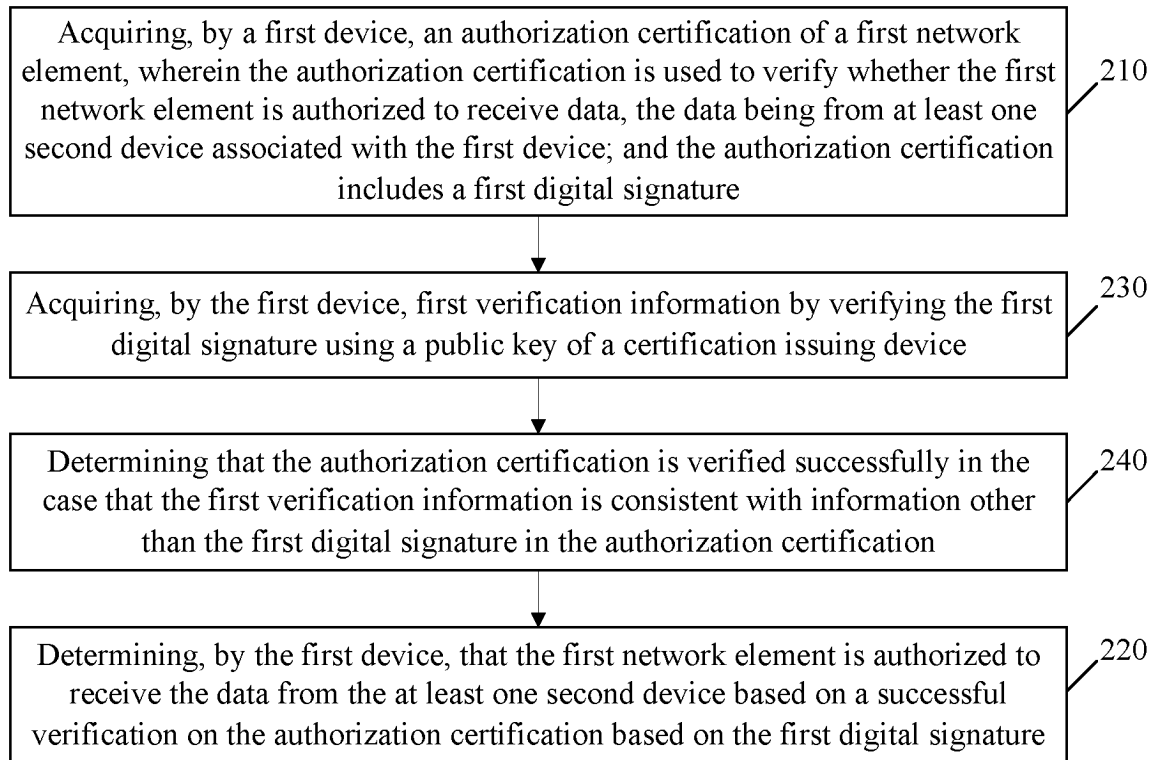 Acquiring, by a first device, an authorization certification of a first network
element, wherein the authorization certification is used to verify whether the first
network element is authorized to receive data, the data being from at least one
second device associated with the first device; and the authorization certification
includes a first digital signature
210
Acquiring, by the first device, first verification information by verifying the first
digital signature using a public key of a certification issuing device
230
Determining that the authorization certification is verified successfully in the
case that the first verification information is consistent with information other
than the first digital signature in the authorization certification
240
Determining, by the first device, that the first network element is authorized to
receive the data from the at least one second device based on a successful
verification on the authorization certification based on the first digital signature
220